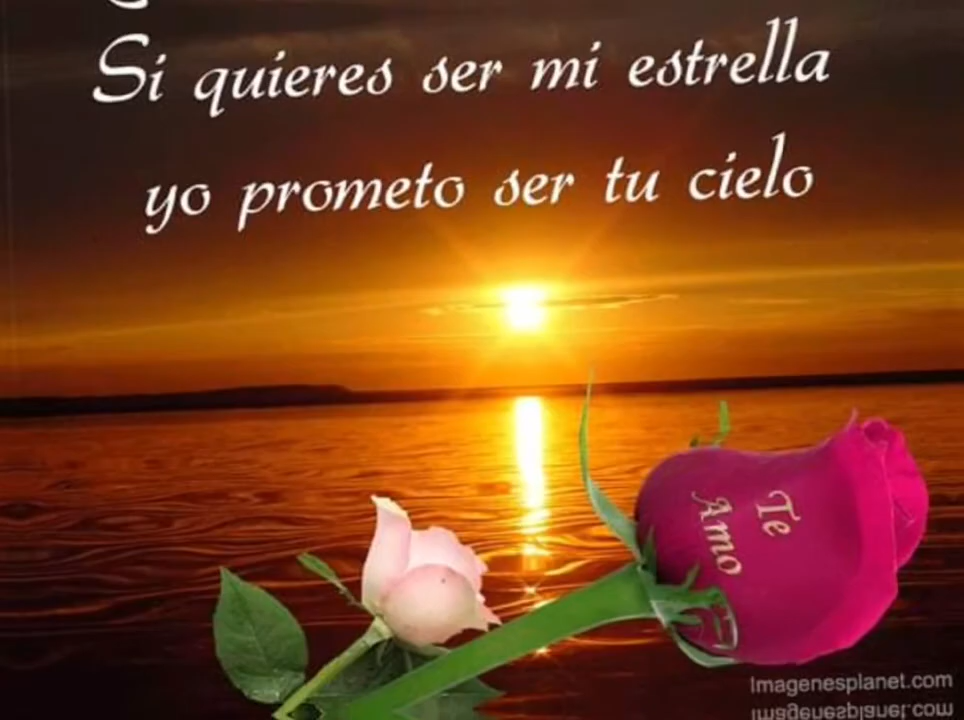 Si quieres ser mi estrella
yo prometo ser tu cielo
Te
Amo
Imagenesplanet.com